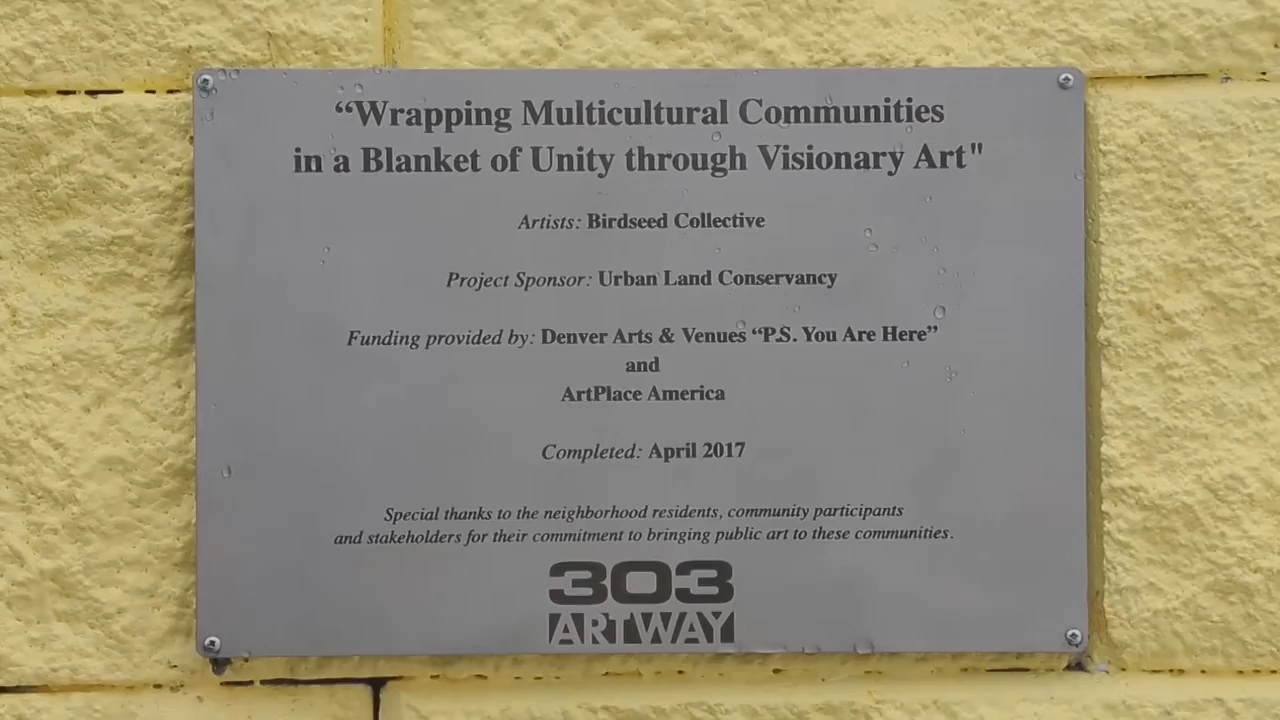 “Wrapping Multicultural Communities
in a Blanket of Unity through Visionary Art"
Artists: Birdseed Collective
Project Sponsor: Urban Land Conservancy
Funding provided by: Denver Arts & Venues “P.S. You Are Here”
and
ArtPlace America
Completed: April 2017
Special thanks to the neighborhood residents, community participants
and stakeholders for their commitment to bringing public art to these communities.
303
ARTWAY